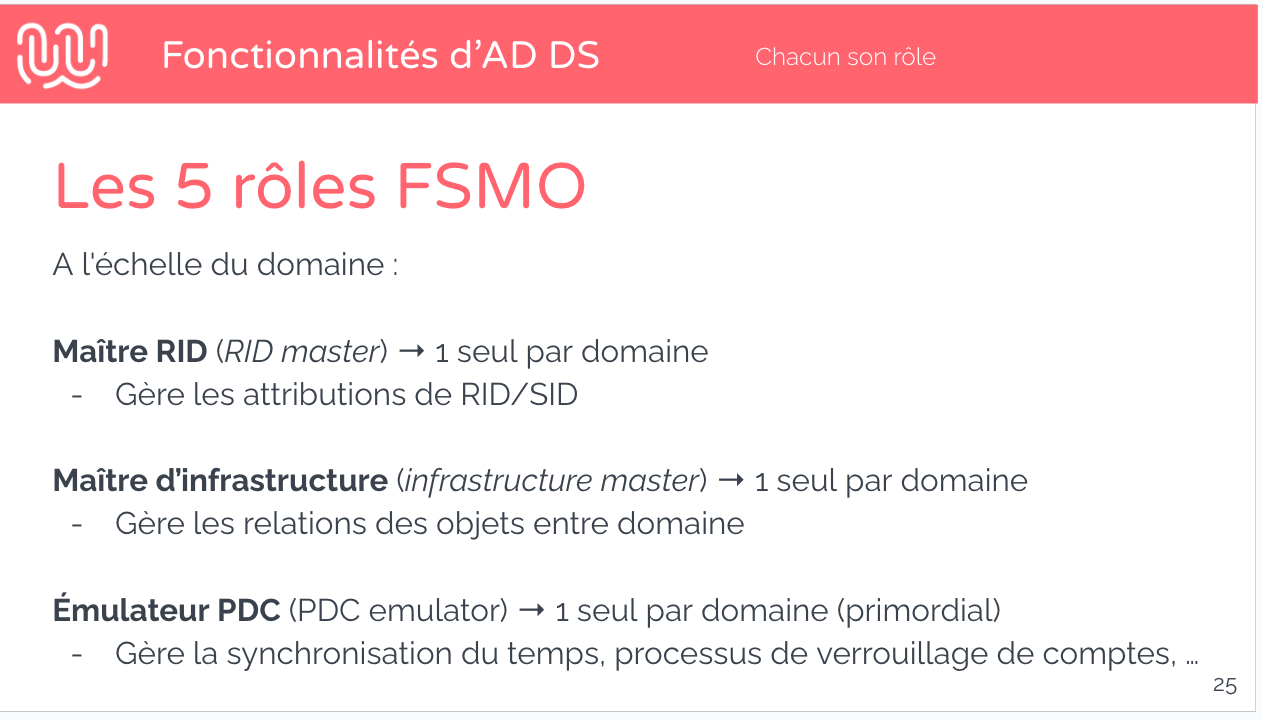 Fonctionnalités d’AD DS
Chacun son rôle
Les 5 rôles FSMO
A l'échelle du domaine :
Maître RID (RID master) → 1 seul par domaine
- Gère les attributions de RID/SID
Maître d’infrastructure (infrastructure master) → 1 seul par domaine
- Gère les relations des objets entre domaine
Émulateur PDC (PDC emulator) → 1 seul par domaine (primordial)
- Gère la synchronisation du temps, processus de verrouillage de comptes, …
25